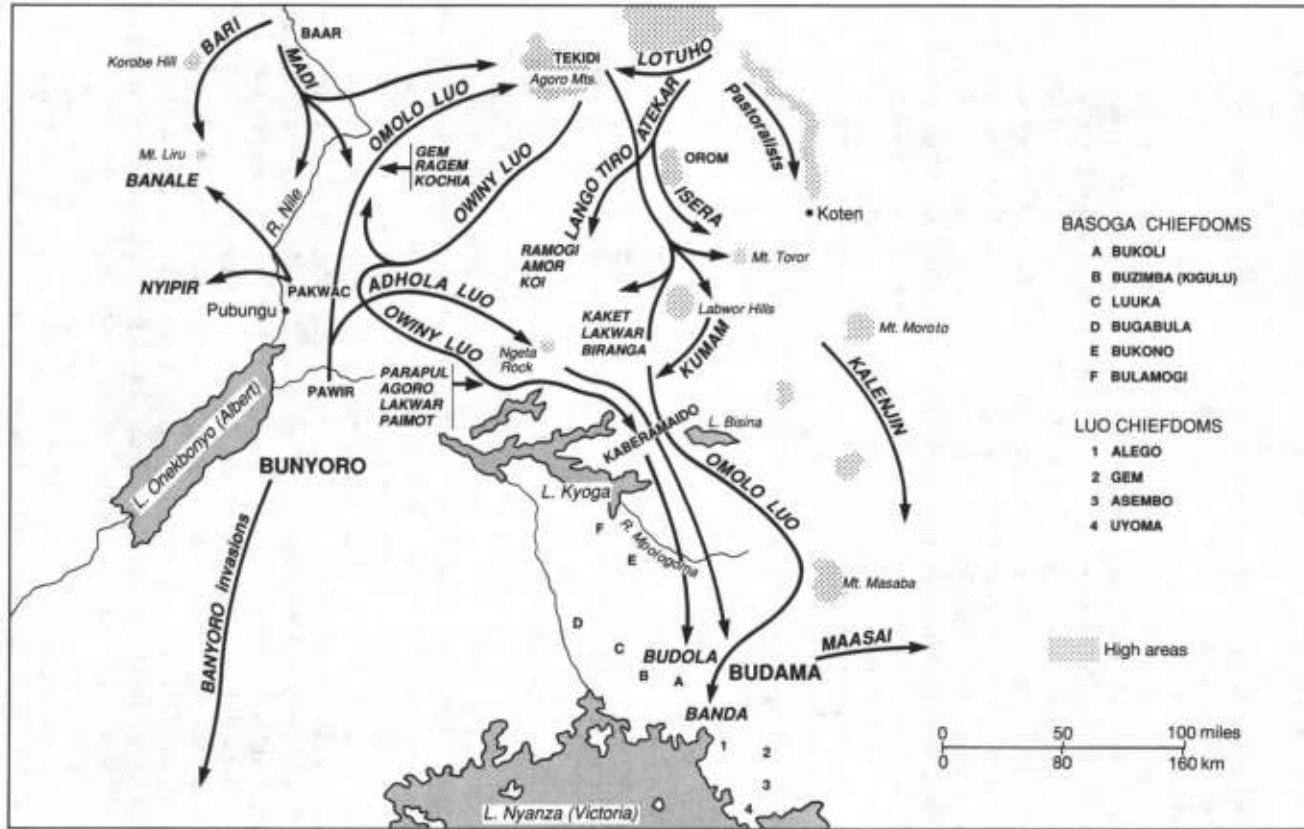 BARI
BAAR
Korobe Hill
MADI
TEKIDI
Agoro Mts.
LOTUHO
OMOLO LUO
ATEKAR
Pastoralists
Mt. Liru
BANALE
GEM
RAGEM
KOCHIA
OWINY LUO
LANGO TIRO
OROM
ISERA
Koten
R. Nile
RAMOGI
AMOR
KOI
Mt. Toror
NYIPIR
PAKWAC
Pubungu
ADHOLA LUO
OWINY LUO
KAKET
LAKWAR
BIRANGA
Labwor Hills
Mt. Moroto
Ngeta
Rock
KUMAM
PAWIR
PARAPUL
AGORO
LAKWAR
PAIMOT
KALENJIN
L. Onekbonyo (Albert)
BUNYORO
KABERAMAIDO
L. Bisina
L. Kyoga
OMOLO LUO
R. Mpologoma
F
E
BANYORO Invasions
Mt. Masaba
D
C
BUDOLA
BUDAMA
MAASAI
B
A
BANDA
1
2
3
4
L. Nyanza (Victoria)
BASOGA CHIEFDOMS
A BUKOLI
B BUZIMBA (KIGULU)
C LUUKA
D BUGABULA
E BUKONO
F BULAMOGI
LUO CHIEFDOMS
1 ALEGO
2 GEM
3 ASEMBO
4 UYOMA
High areas
0 50 100 miles
0 80 160 km